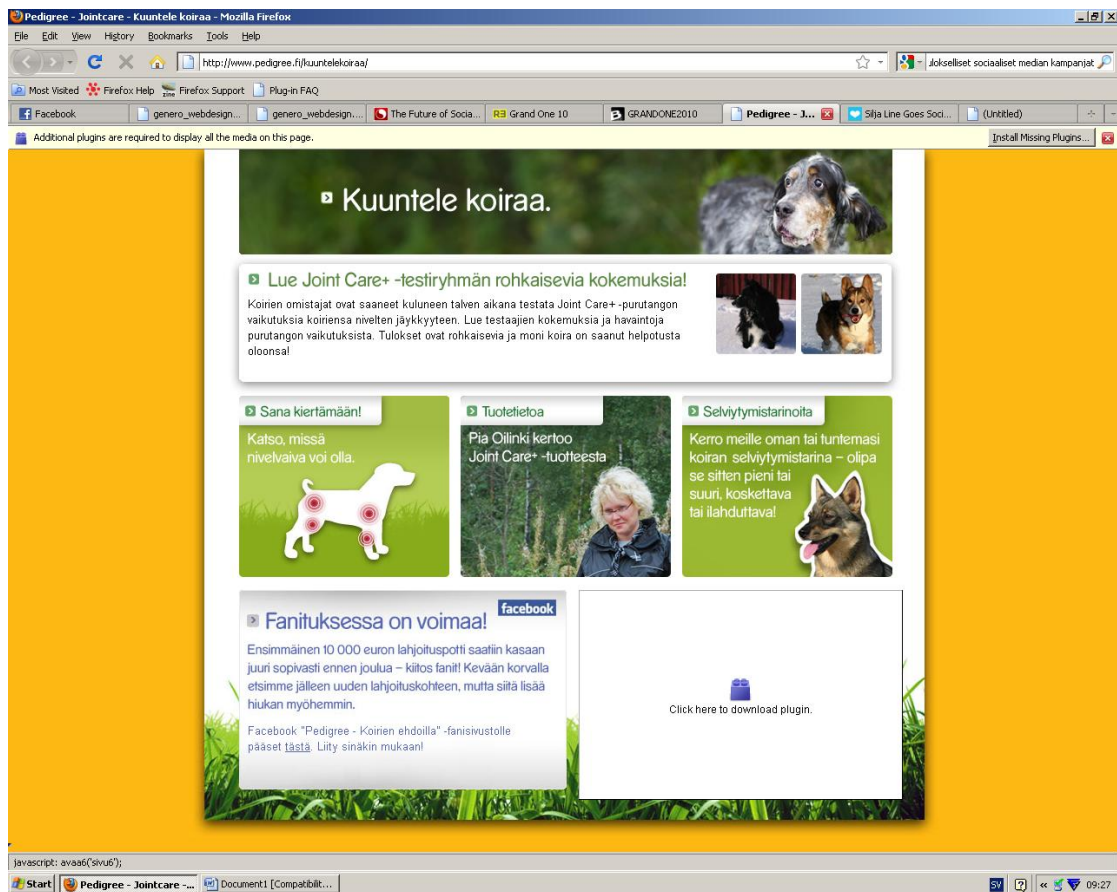 Pedigree - Jointcare - Kuuntele koiraa - Mozilla Firefox
File Edit View History Bookmarks Tools Help
http://www.pedigree.fi/kuuntelekoiraa/
sociaaliset median kampanjat
Most Visited Firefox Help Firefox Support Plug-in FAQ
Facebook
genero_webdesign...
genero_webdesign....
The Future of Socia...
Grand One 10
GRANDONE2010
Pedigree - J...
Silja Line Goes Soci...
(Untitled)
Additional plugins are required to display all the media on this page.
Install Missing Plugins...
Kuuntele koiraa.
Lue Joint Care+ -testiryhmän rohkaisevia kokemuksia!
Koirien omistajat ovat saaneet kuluneen talven aikana testata Joint Care+ -purutangon
vaikutuksia koiriensa nivelten jäykkyyteen. Lue testaajien kokemuksia ja havaintoja
purutangon vaikutuksista. Tulokset ovat rohkaisevia ja moni koira on saanut helpotusta
oloonsa!
Sana kiertämään!
Katso, missä
nivelvaiva voi olla.
Tuotetietoa
Pia Oilinki kertoo
Joint Care+ -tuotteesta
Selviytymistarinoita
Kerro meille oman tai tuntemasi
koiran selviytymistarina – olipa
se sitten pieni tai
suuri, koskettava
tai ilahduttava!
facebook
Fanituksessa on voimaa!
Ensimmäinen 10 000 euron lahjoituspotti saatiin kasaan
juuri sopivasti ennen joulua – kiitos fanit! Kevään korvalla
etsimme jälleen uuden lahjoituskohteen, mutta siitä lisää
hiukan myöhemmin.
Facebook "Pedigree - Koirien ehdoilla" -fanisivustolle
pääset tästä. Liity sinäkin mukaan!
Click here to download plugin.
javascript: avaa6('sivu6');
Start
Pedigree - Jointcare -...
Document1 [Compatibilit...
SV
09:27